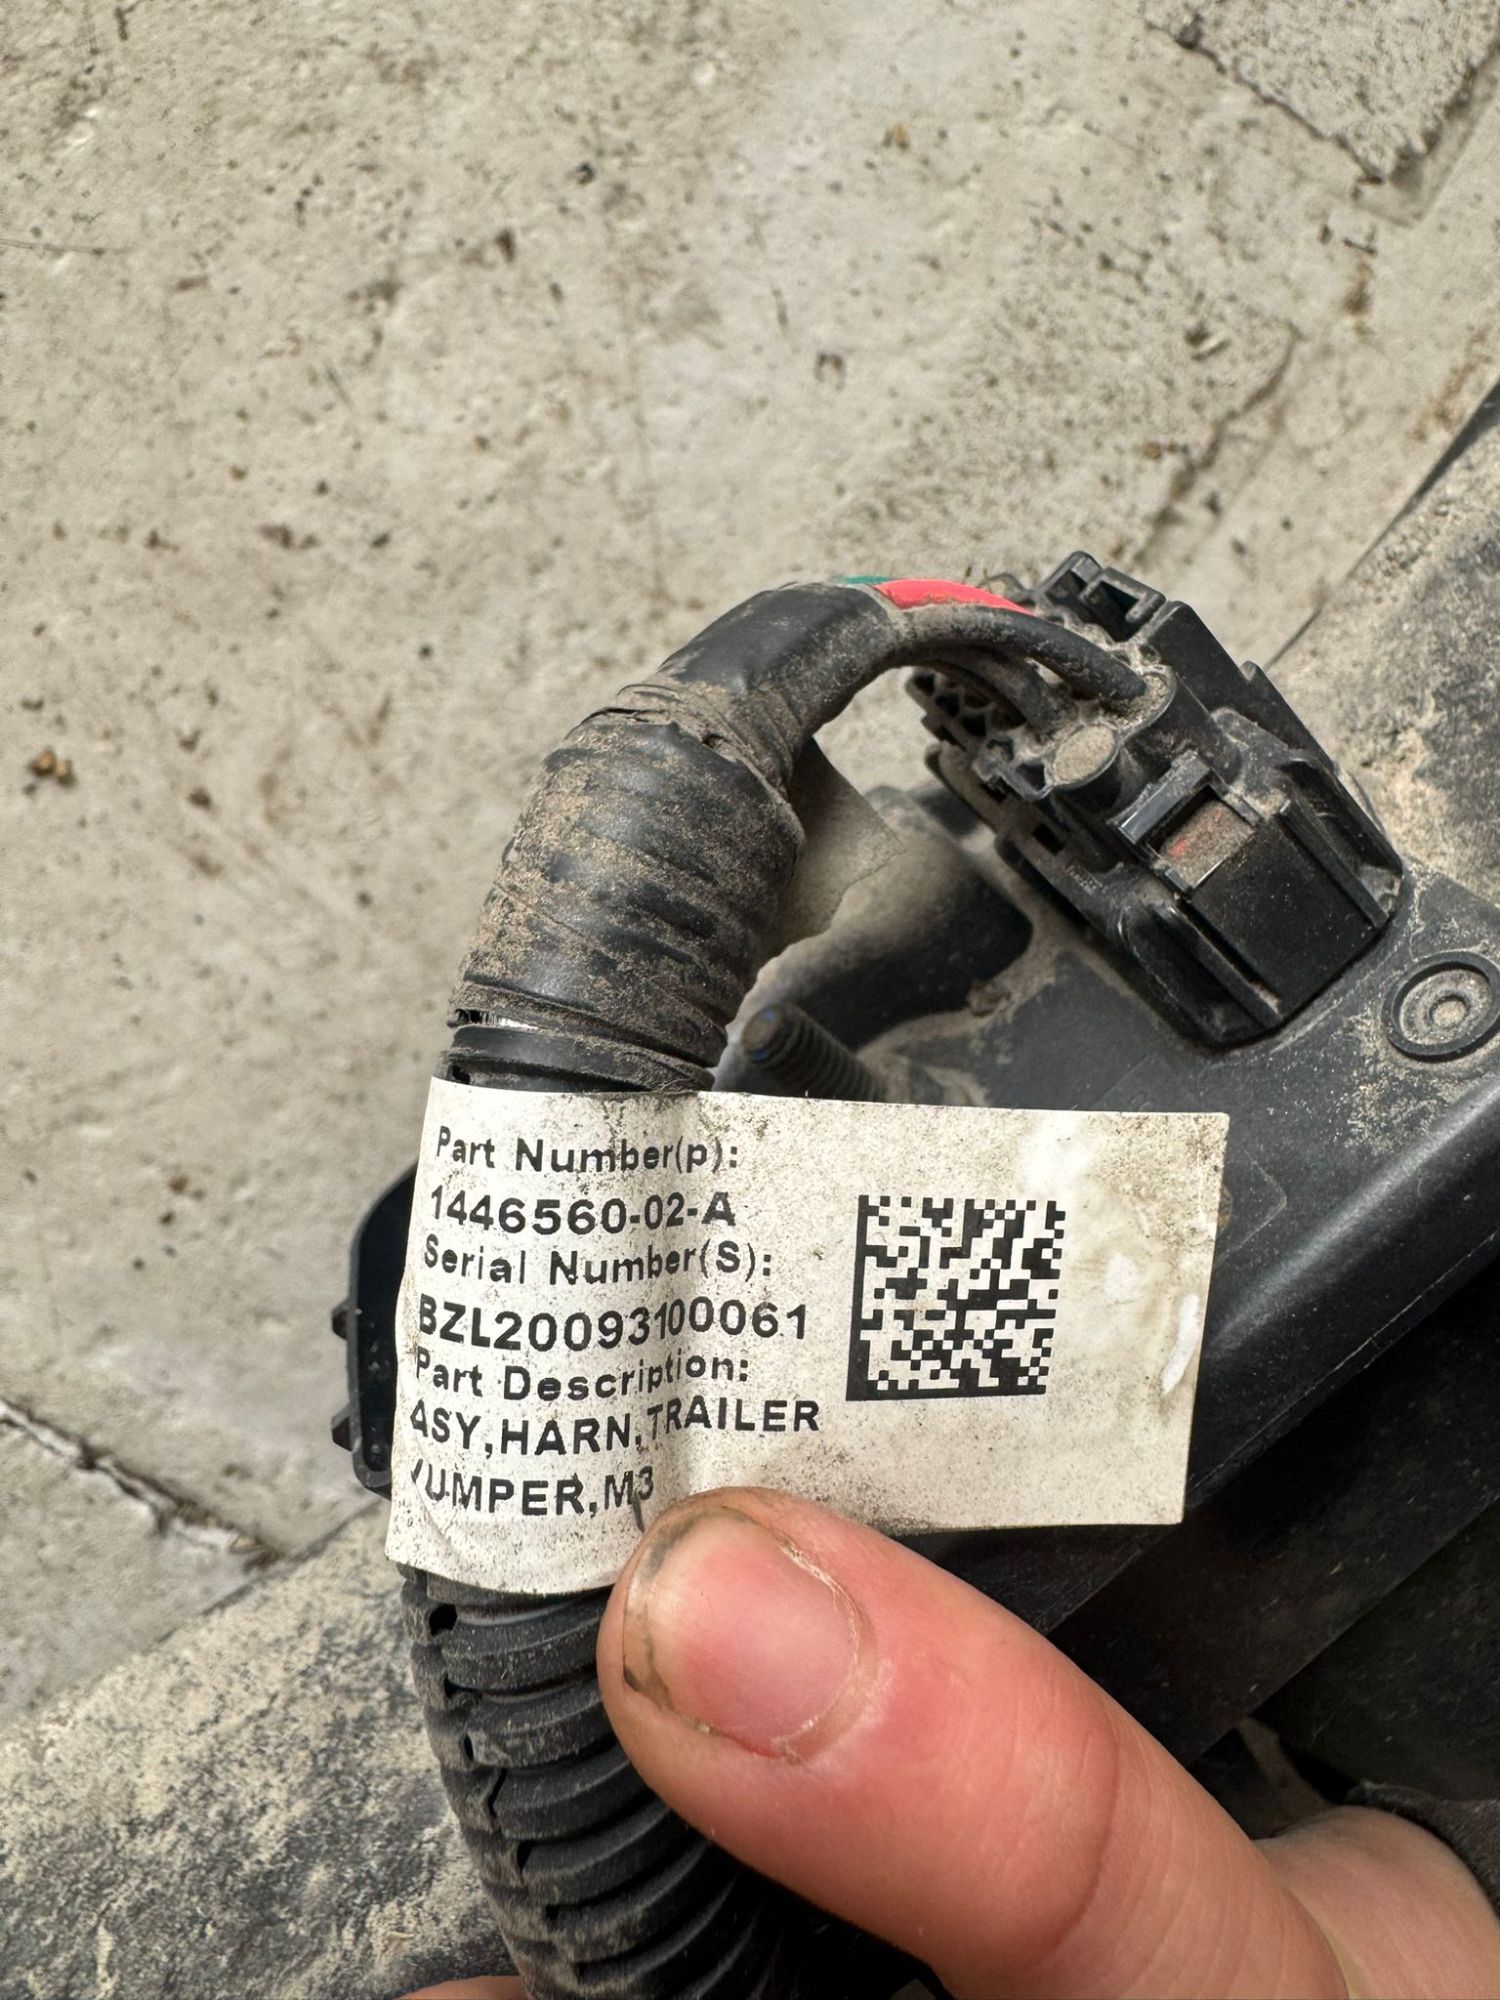 Part Number(p):
1446560-02-A
Serial Number(S):
BZL20093100061
Part Description:
ASY,HARN,TRAILER
JUMPER,M3